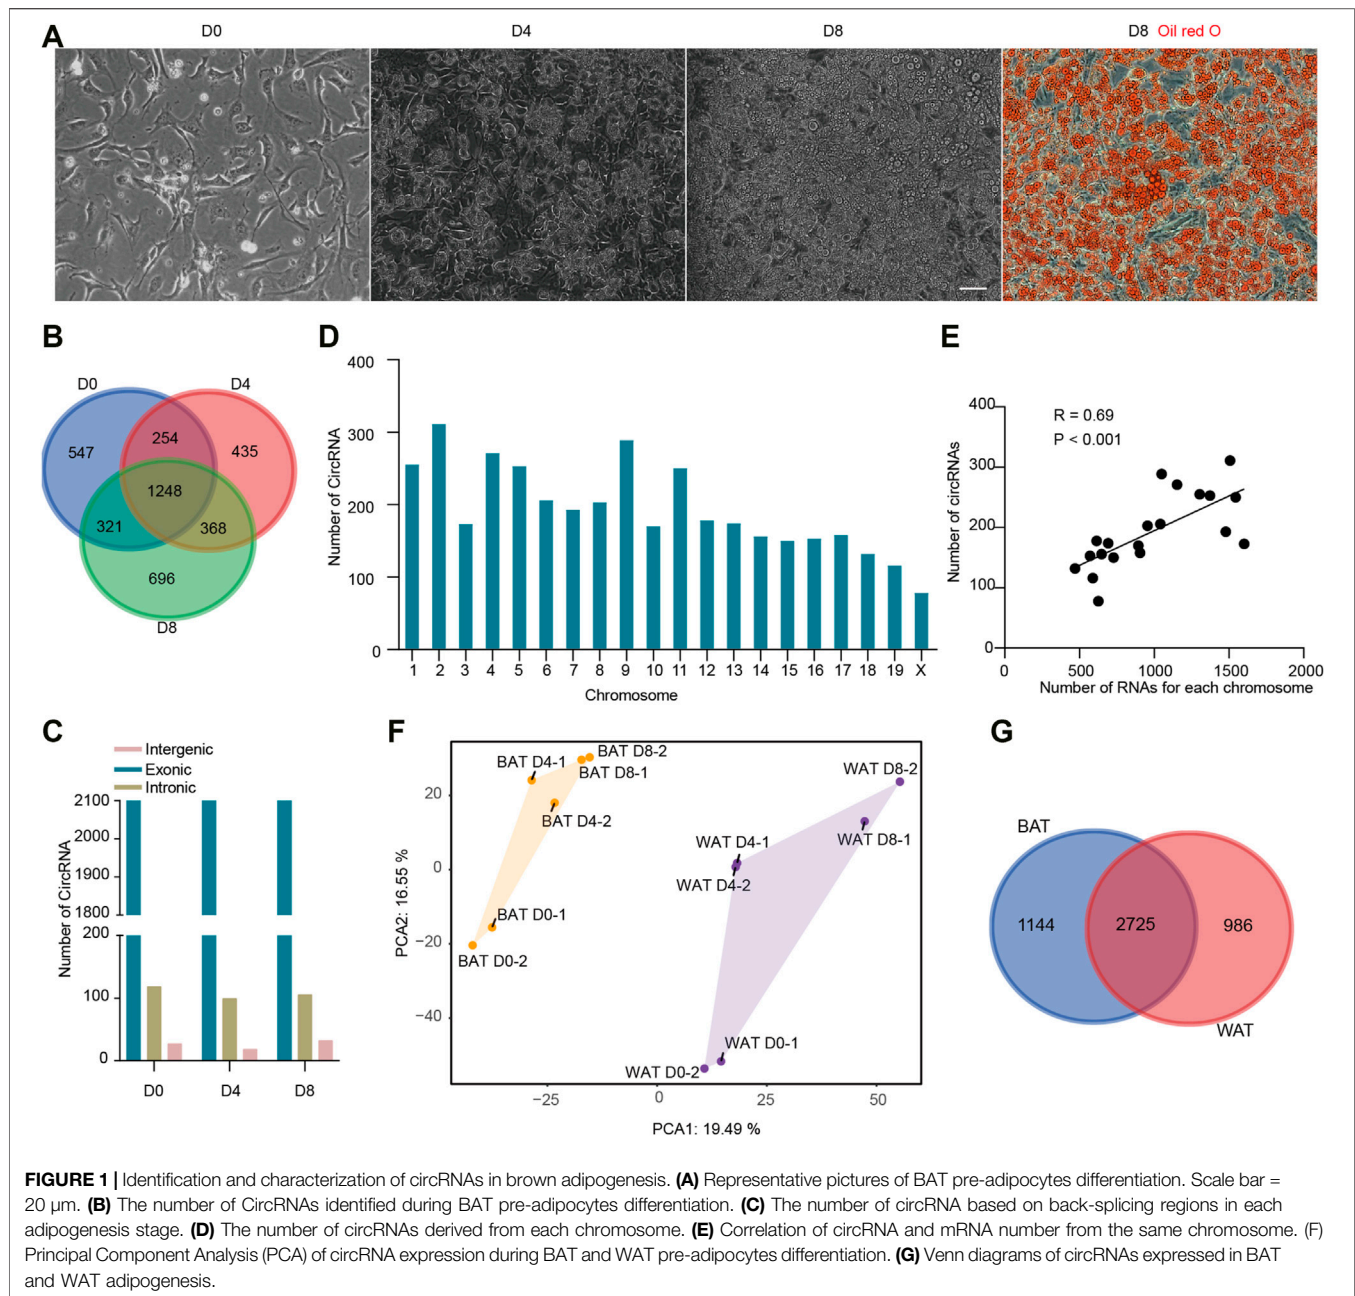 A
D0
D4
D8
D8 Oil red O
B
D0
D4
547
254
435
1248
321
368
696
D8
D
Number of CircRNA
400
300
200
100
0
1 2 3 4 5 6 7 8 9 10 11 12 13 14 15 16 17 18 19 X
Chromosome
E
R = 0.69
P < 0.001
Number of circRNAs
400
300
200
100
0
0 500 1000 1500 2000
Number of RNAs for each chromosome
C
Intergenic
Exonic
Intronic
Number of CircRNA
2100
2000
1900
1800
200
100
0
D0 D4 D8
F
BAT D8-2
BAT D4-1
BAT D8-1
BAT D4-2
BAT D0-1
BAT D0-2
WAT D8-2
WAT D4-1
WAT D8-1
WAT D4-2
WAT D0-1
WAT D0-2
PCA2: 16.55 %
20
0
−20
−40
−25 0 25 50
PCA1: 19.49 %
G
BAT
1144
2725
986
WAT
FIGURE 1 | Identification and characterization of circRNAs in brown adipogenesis. (A) Representative pictures of BAT pre-adipocytes differentiation. Scale bar =
20 μm. (B) The number of CircRNAs identified during BAT pre-adipocytes differentiation. (C) The number of circRNA based on back-splicing regions in each
adipogenesis stage. (D) The number of circRNAs derived from each chromosome. (E) Correlation of circRNA and mRNA number from the same chromosome. (F)
Principal Component Analysis (PCA) of circRNA expression during BAT and WAT pre-adipocytes differentiation. (G) Venn diagrams of circRNAs expressed in BAT
and WAT adipogenesis.